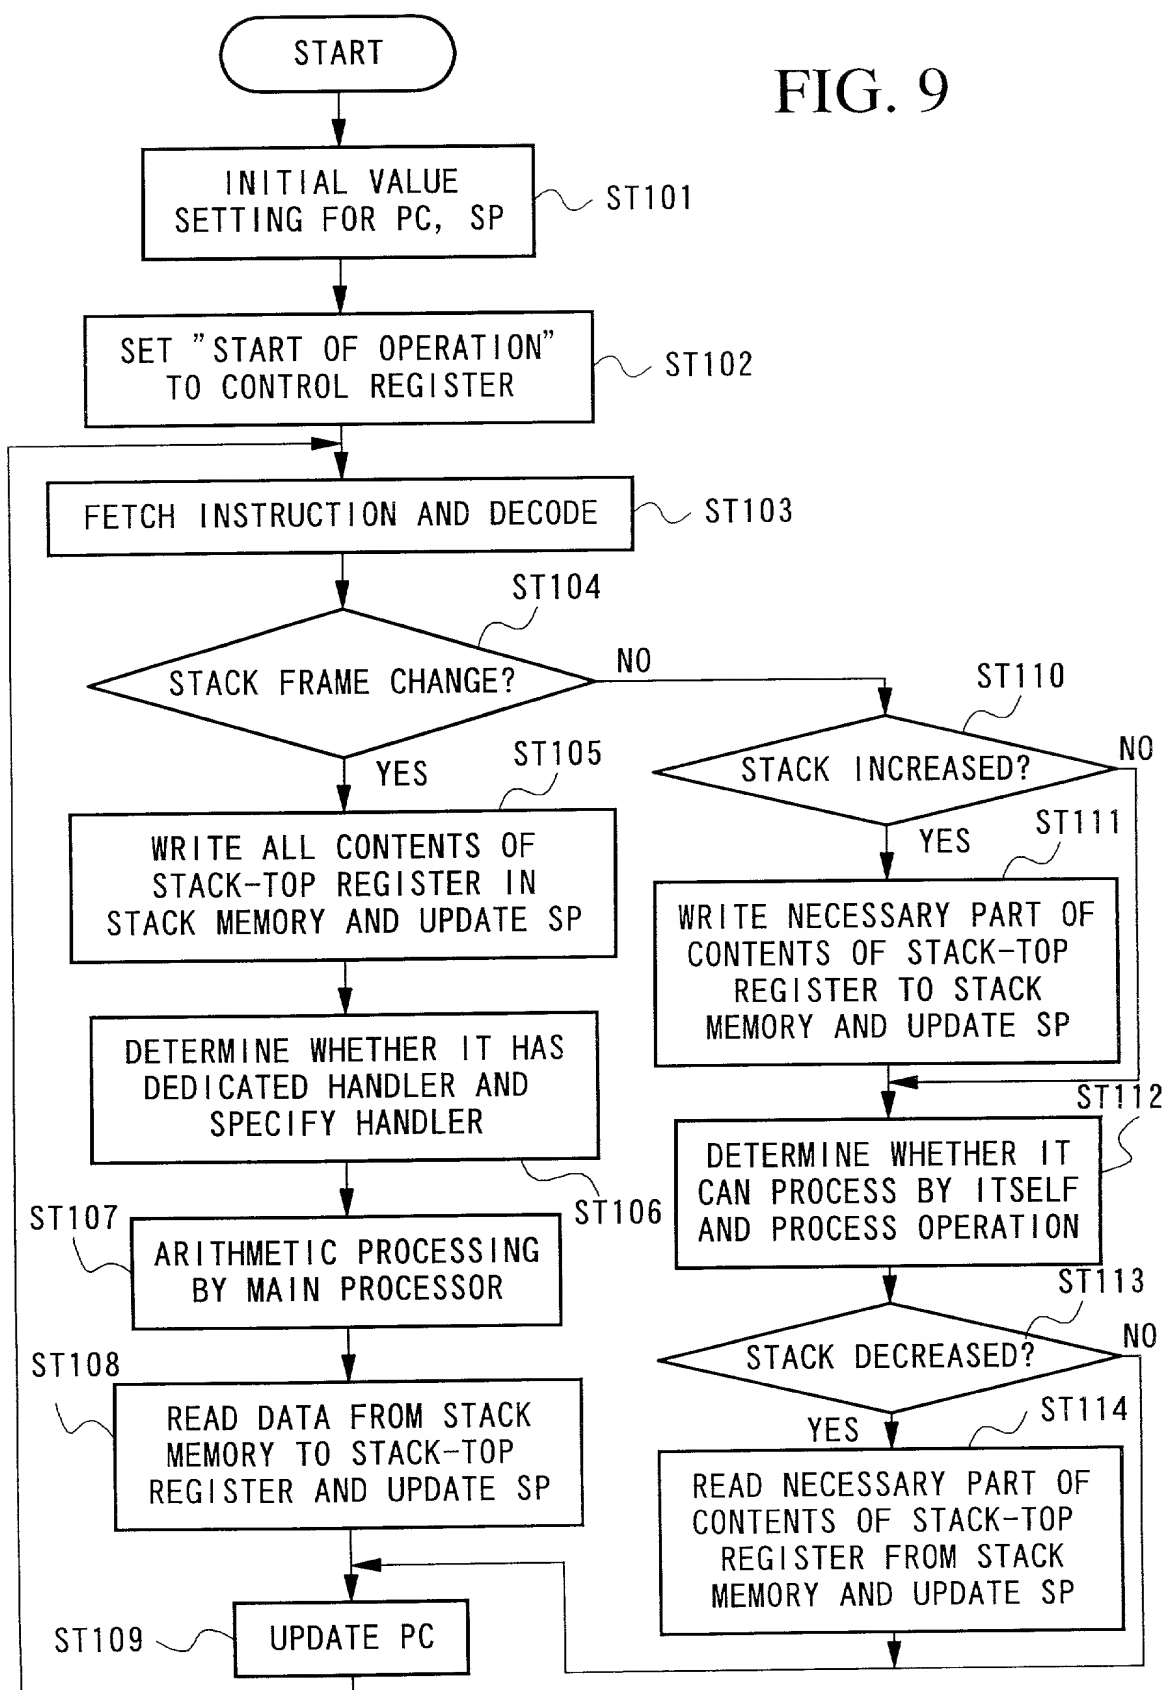 START
FIG. 9
INITIAL VALUE
SETTING FOR PC, SP
ST101
SET "START OF OPERATION"
TO CONTROL REGISTER
ST102
FETCH INSTRUCTION AND DECODE
ST103
ST104
STACK FRAME CHANGE?
NO
YES
ST105
WRITE ALL CONTENTS OF
STACK-TOP REGISTER IN
STACK MEMORY AND UPDATE SP
DETERMINE WHETHER IT HAS
DEDICATED HANDLER AND
SPECIFY HANDLER
ST106
ST107
ARITHMETIC PROCESSING
BY MAIN PROCESSOR
ST108
READ DATA FROM STACK
MEMORY TO STACK-TOP
REGISTER AND UPDATE SP
ST109
UPDATE PC
ST110
STACK INCREASED?
NO
YES
ST111
WRITE NECESSARY PART OF
CONTENTS OF STACK-TOP
REGISTER TO STACK
MEMORY AND UPDATE SP
ST112
DETERMINE WHETHER IT
CAN PROCESS BY ITSELF
AND PROCESS OPERATION
ST113
STACK DECREASED?
NO
YES
ST114
READ NECESSARY PART OF
CONTENTS OF STACK-TOP
REGISTER FROM STACK
MEMORY AND UPDATE SP